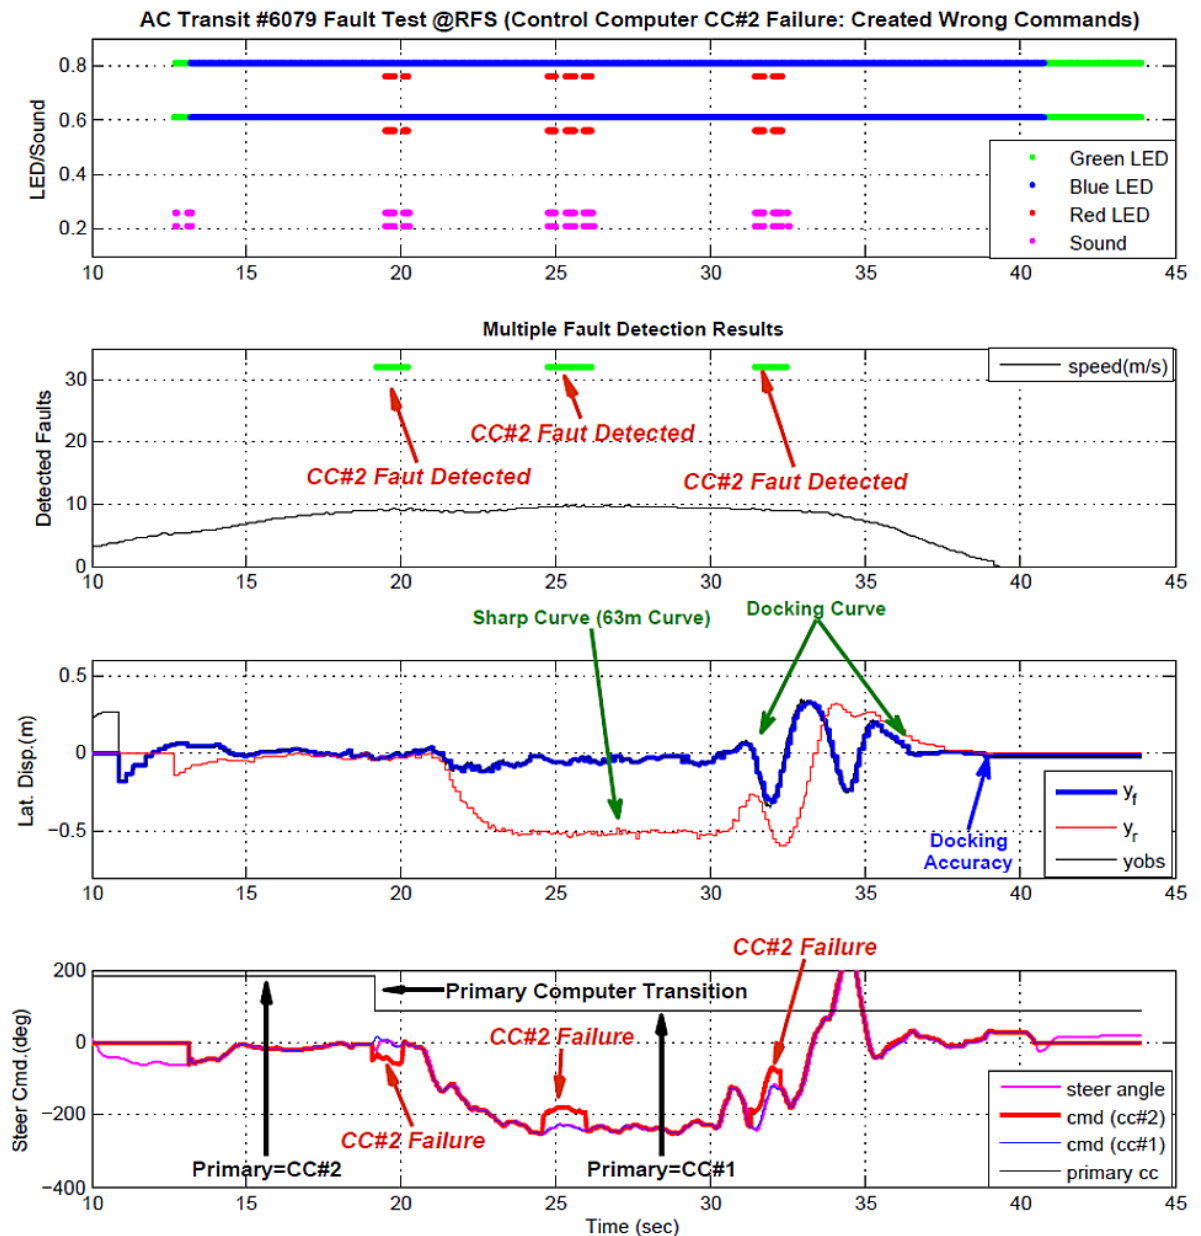 AC Transit #6079 Fault Test @RFS (Control Computer CC#2 Failure: Created Wrong Commands)
0.8
0.6
0.4
0.2
LED/Sound
Green LED
Blue LED
Red LED
Sound
10 15 20 25 30 35 40 45
Multiple Fault Detection Results
30
20
10
0
Detected Faults
speed(m/s)
CC#2 Faut Detected
CC#2 Faut Detected
CC#2 Faut Detected
10 15 20 25 30 35 40 45
Sharp Curve (63m Curve)
Docking Curve
0.5
0
−0.5
Lat. Disp.(m)
Docking
Accuracy
y_f
y_r
yobs
10 15 20 25 30 35 40 45
CC#2 Failure
200
0
−200
−400
Steer Cmd.(deg)
Primary Computer Transition
CC#2 Failure
CC#2 Failure
Primary=CC#2
Primary=CC#1
steer angle
cmd (cc#2)
cmd (cc#1)
primary cc
10 15 20 25 30 35 40 45
Time (sec)